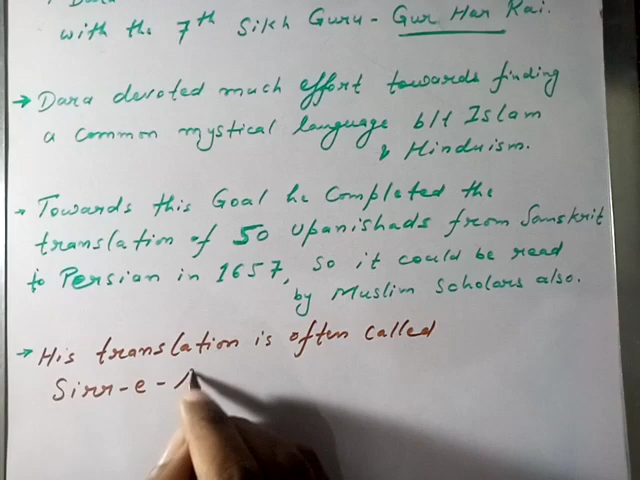 with the 7th Sikh Guru - Gur Har Rai.
→ Dara devoted much effort towards finding
a common mystical language b/t Islam
& Hinduism.
→ Towards this Goal he Completed the
translation of 50 Upanishads from Sanskrit
to Persian in 1657, so it could be read
by Muslim Scholars also.
→ His translation is often called
Sirr-e-